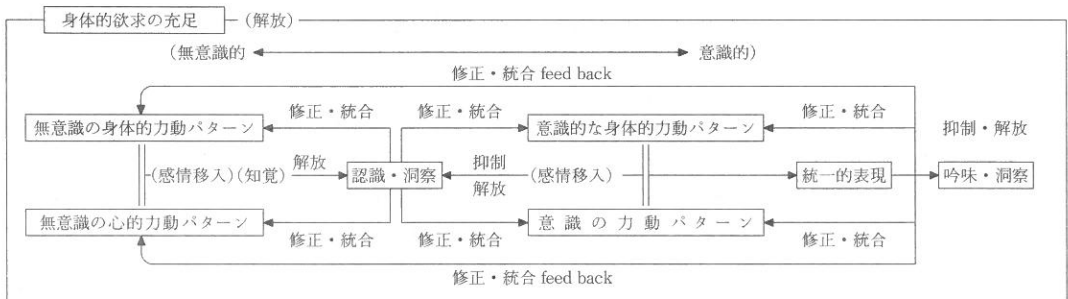 身体的欲求の充足 (解放)
(無意識的 意識的)
修正・統合 feed back
修正・統合 修正・統合 修正・統合
無意識の身体的力動パターン 意識的な身体的力動パターン 抑制・解放
(感情移入)(知覚) 解放 認識・洞察 抑制 解放 (感情移入) 統一的表現 吟味・洞察
無意識の心的力動パターン 意識の力動パターン
修正・統合 修正・統合 修正・統合
修正・統合 feed back